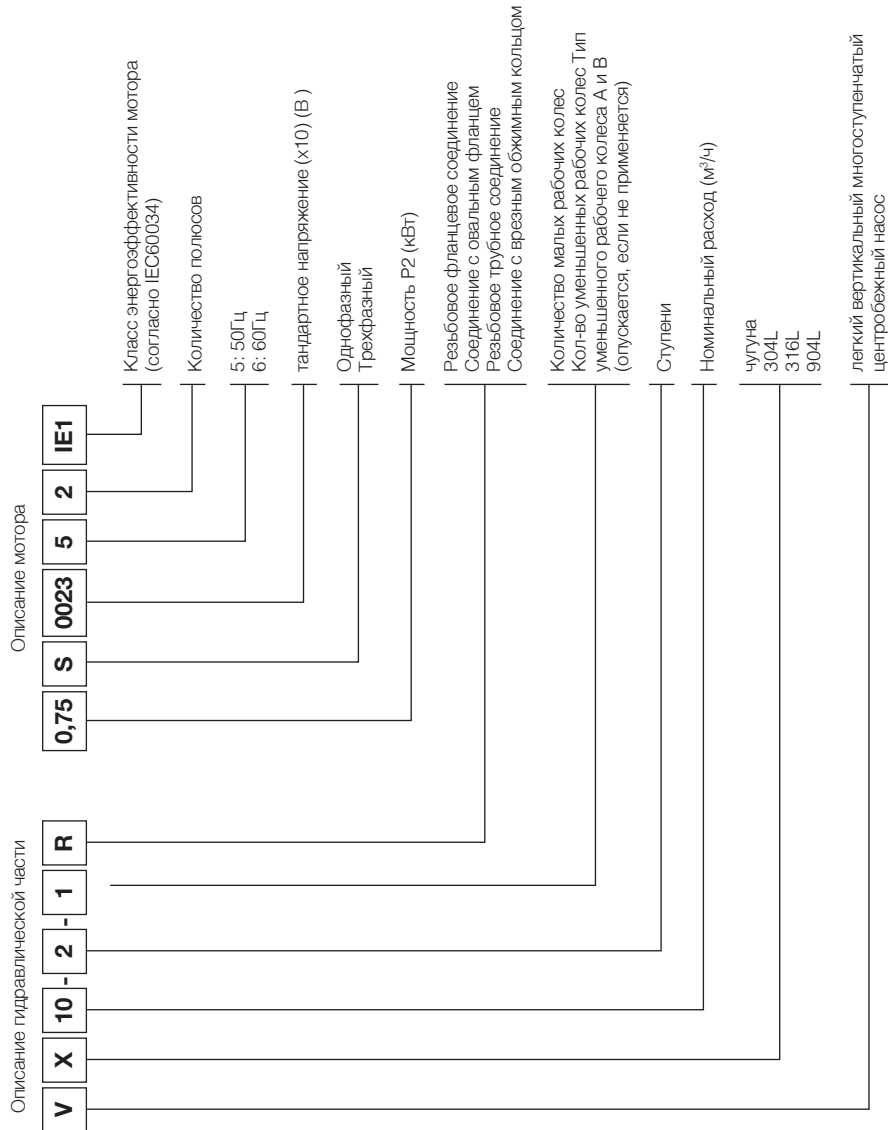 Описание гидравлической части
Описание мотора
V
X
10
-
2
-
1
R
0,75
S
0023
5
2
IE1
Класс энергоэффективности мотора
(согласно IEC60034)
Количество полюсов
5: 50Гц
6: 60Гц
тандартное напряжение (x10) (В )
Однофазный
Трехфазный
Мощность P2 (кВт)
Резьбовое фланцевое соединение
Соединение с овальным фланцем
Резьбовое трубное соединение
Соединение с врезным обжимным кольцом
Количество малых рабочих колес
Кол-во уменьшенных рабочих колес Тип
уменьшенного рабочего колеса А и В
(опускается, если не применяется)
Ступени
Номинальный расход (м³/ч)
чугуна
304L
316L
904L
легкий вертикальный многоступенчатый
центробежный насос